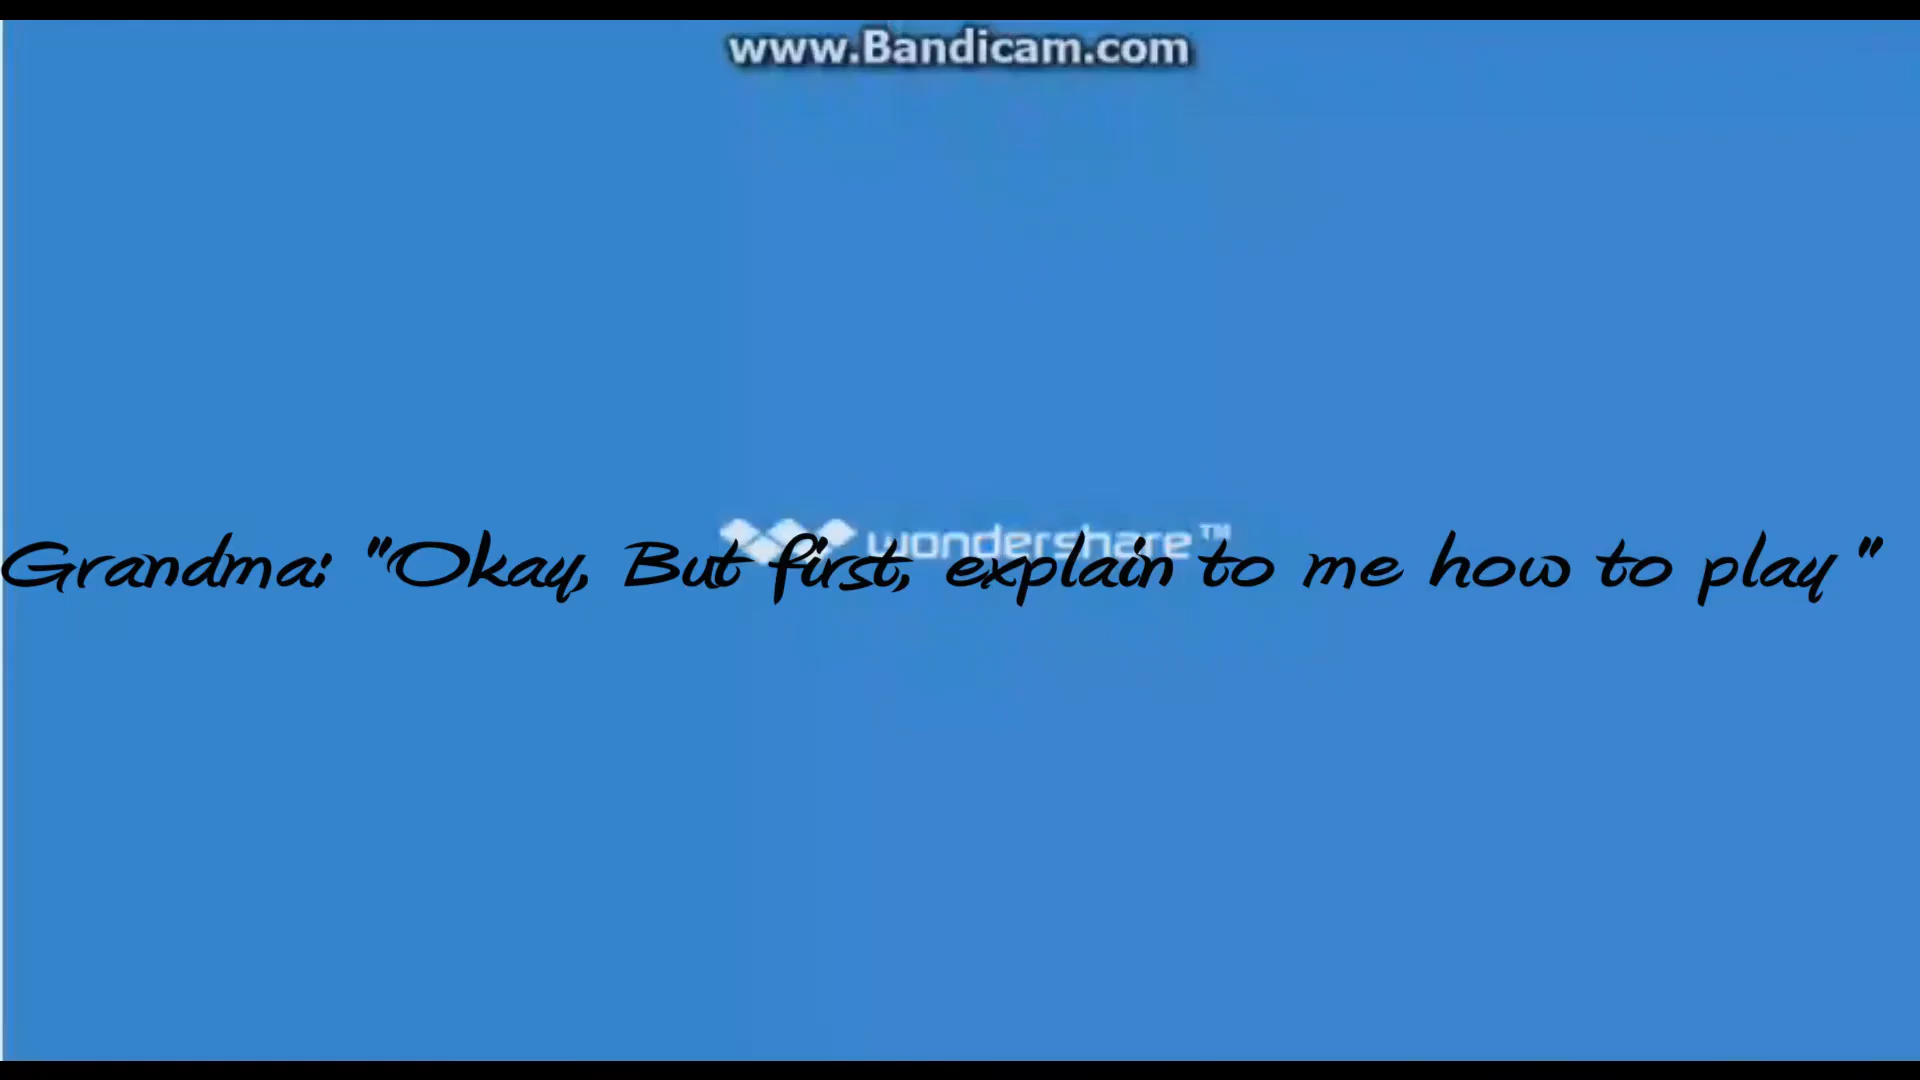 www.Bandicam.com
wondershare™
Grandma: "Okay, But first, explain to me how to play"